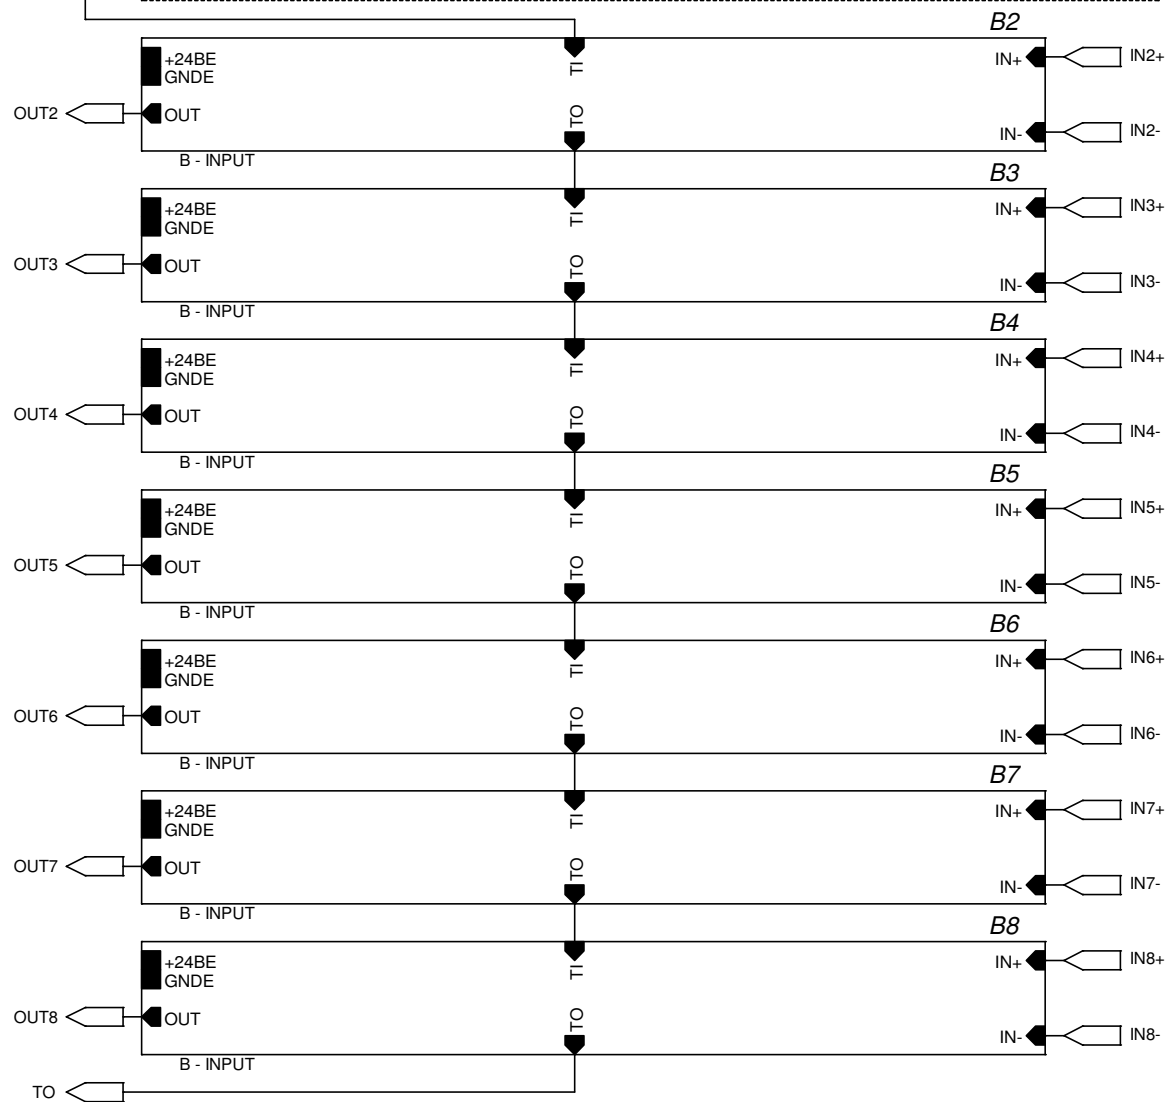 B2
+24BE TI IN+ IN2+
GNDE
OUT2 OUT TO IN- IN2-
B - INPUT
B3
+24BE TI IN+ IN3+
GNDE
OUT3 OUT TO IN- IN3-
B - INPUT
B4
+24BE TI IN+ IN4+
GNDE
OUT4 OUT TO IN- IN4-
B - INPUT
B5
+24BE TI IN+ IN5+
GNDE
OUT5 OUT TO IN- IN5-
B - INPUT
B6
+24BE TI IN+ IN6+
GNDE
OUT6 OUT TO IN- IN6-
B - INPUT
B7
+24BE TI IN+ IN7+
GNDE
OUT7 OUT TO IN- IN7-
B - INPUT
B8
+24BE TI IN+ IN8+
GNDE
OUT8 OUT TO IN- IN8-
B - INPUT
TO